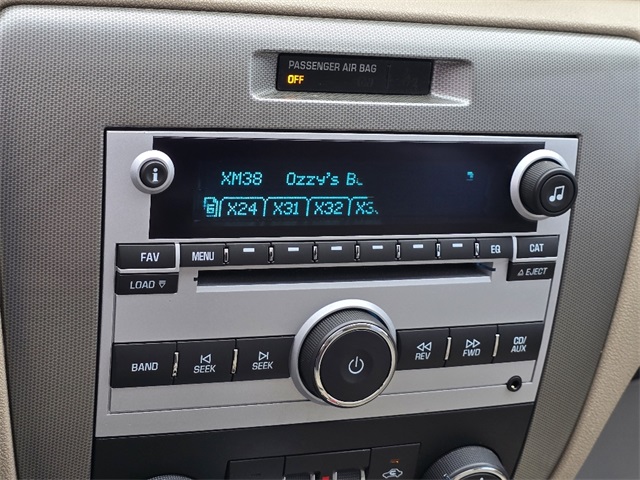 PASSENGER AIR BAG
OFF
XM38 Ozzy's
X24 X31 X32
FAV MENU EQ CAT
LOAD EJECT
BAND SEEK SEEK REV FWD CD/
AUX